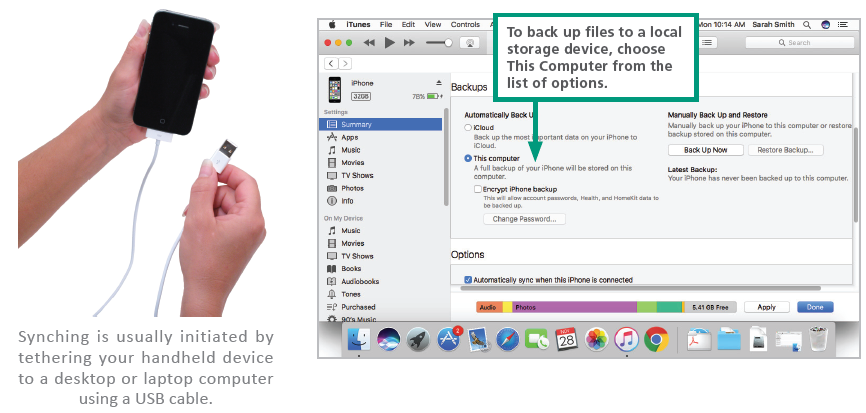 Synching is usually initiated by
tethering your handheld device
to a desktop or laptop computer
using a USB cable.
iTunes File Edit View Controls
Mon 10:14 AM Sarah Smith
To back up files to a local
storage device, choose
This Computer from the
list of options.
Search
iPhone
32GB 78%
Settings
Summary
Apps
Music
Movies
TV Shows
Photos
Info
On My Device
Music
Movies
TV Shows
Books
Audiobooks
Tones
Purchased
90's Music
Backups
Automatically Back Up
iCloud
Back up the most important data on your iPhone to
iCloud.
This computer
A full backup of your iPhone will be stored on this
computer.
Encrypt iPhone backup
This will allow account passwords, Health, and HomeKit data to
be backed up.
Change Password...
Manually Back Up and Restore
Manually back up your iPhone to this computer or restore
backup stored on this computer.
Back Up Now Restore Backup...
Latest Backup:
Your iPhone has never been backed up to this computer.
Options
Automatically sync when this iPhone is connected
Audio Photos 5.41 GB Free Apply Done
2
NOV
28